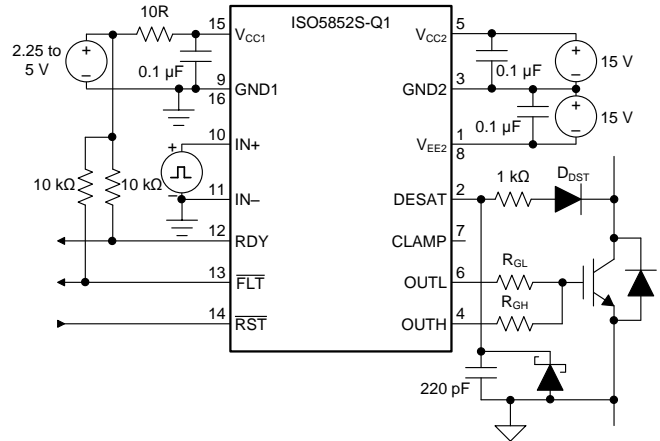 ISO5852S-Q1
10R
15
VCC1
2.25 to
5 V
0.1 µF
9
GND1
16
10
IN+
+
−
11
IN–
10 kΩ
10 kΩ
12
RDY
13
FLT
14
RST
5
VCC2
+
−
15 V
0.1 µF
3
GND2
+
−
15 V
0.1 µF
1
VEE2
8
1 kΩ
DDST
DESAT
2
CLAMP
7
OUTL
6
RGL
OUTH
4
RGH
220 pF
+
−